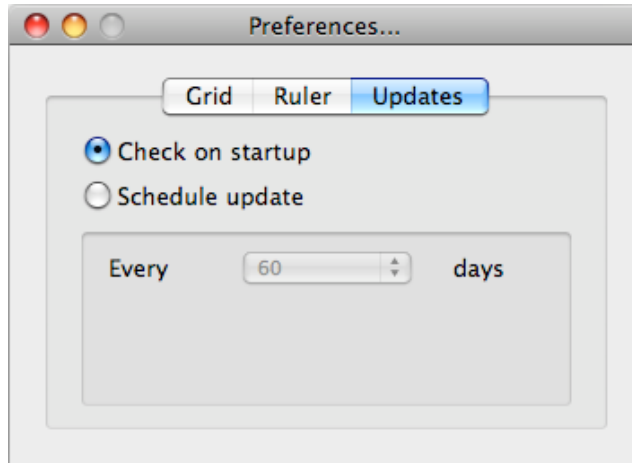 Preferences...
Grid Ruler Updates
Check on startup
Schedule update
Every 60 days